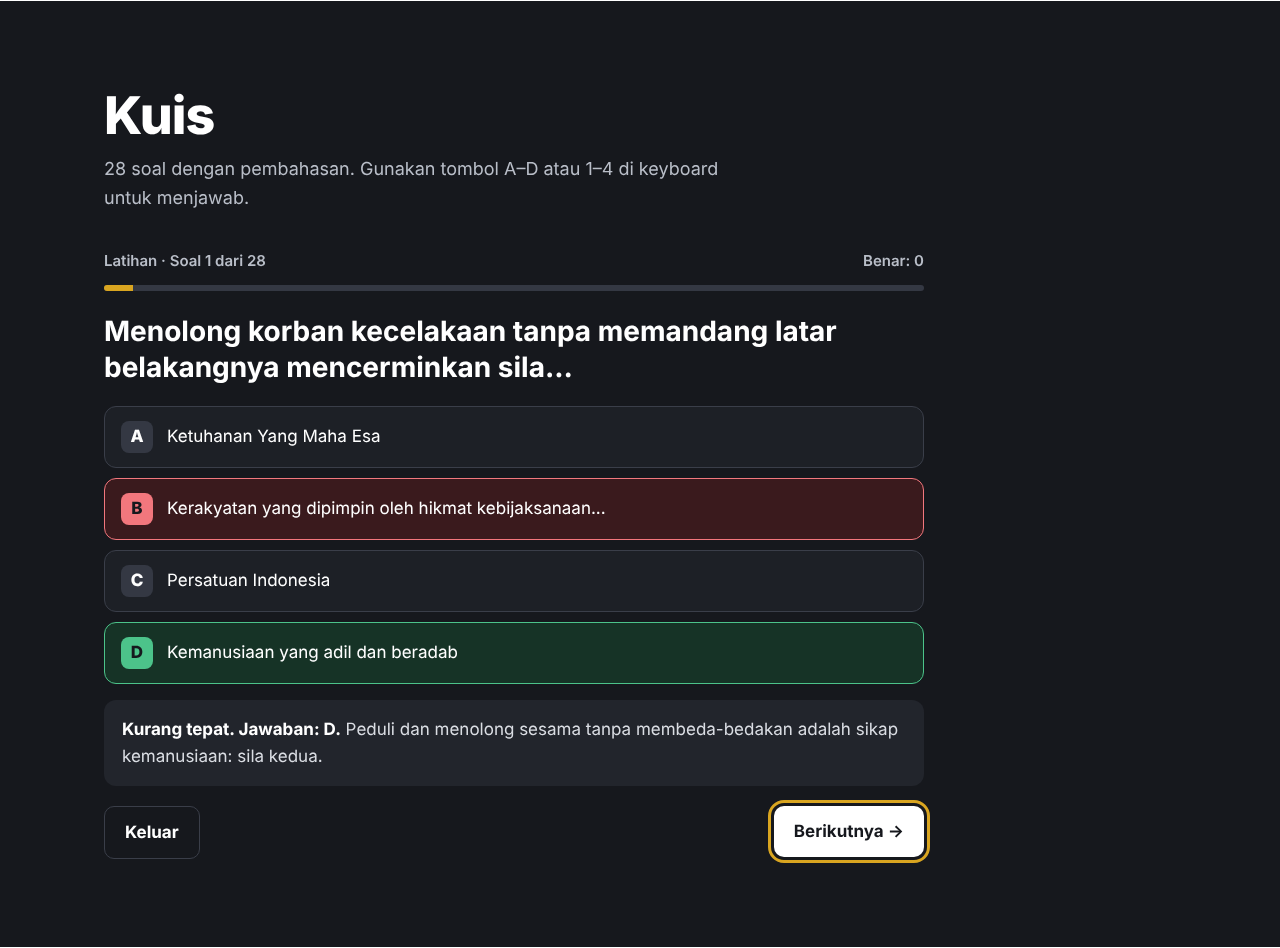 Kuis
28 soal dengan pembahasan. Gunakan tombol A–D atau 1–4 di keyboard
untuk menjawab.
Latihan · Soal 1 dari 28
Benar: 0
Menolong korban kecelakaan tanpa memandang latar
belakangnya mencerminkan sila…
A Ketuhanan Yang Maha Esa
B Kerakyatan yang dipimpin oleh hikmat kebijaksanaan…
C Persatuan Indonesia
D Kemanusiaan yang adil dan beradab
Kurang tepat. Jawaban: D. Peduli dan menolong sesama tanpa membeda-bedakan adalah sikap
kemanusiaan: sila kedua.
Keluar
Berikutnya →